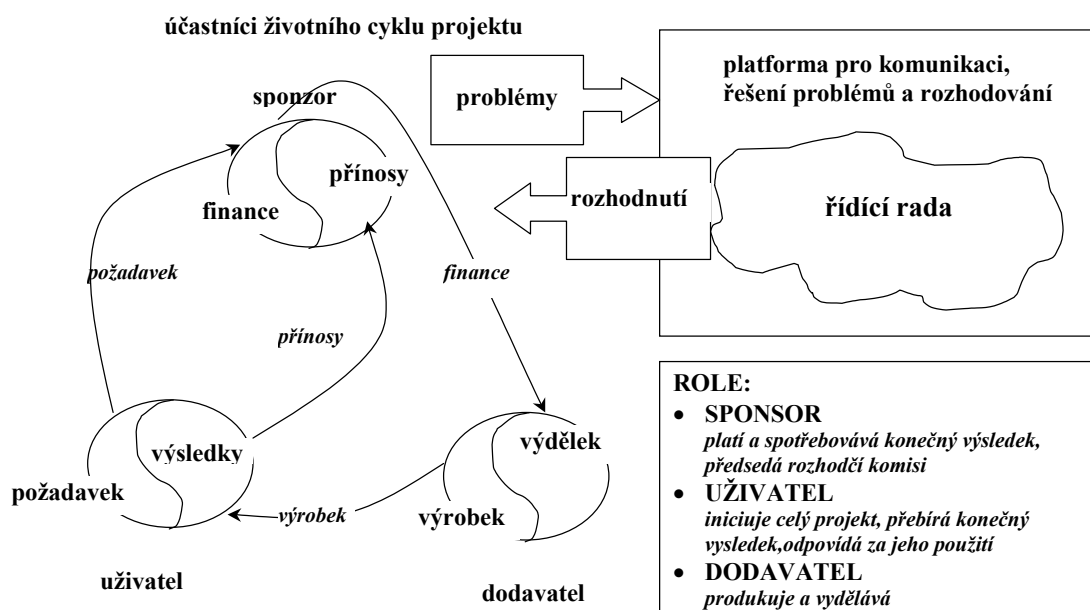 účastníci životního cyklu projektu
sponzor
přínosy
finance
požadavek
přínosy
finance
výsledky
požadavek
uživatel
výrobek
výdělek
výrobek
dodavatel
problémy
rozhodnutí
platforma pro komunikaci,
řešení problémů a rozhodování
řídící rada
ROLE:
• SPONSOR
platí a spotřebovává konečný výsledek,
předsedá rozhodčí komisi
• UŽIVATEL
iniciuje celý projekt, přebírá konečný
vysledek,odpovídá za jeho použití
• DODAVATEL
produkuje a vydělává